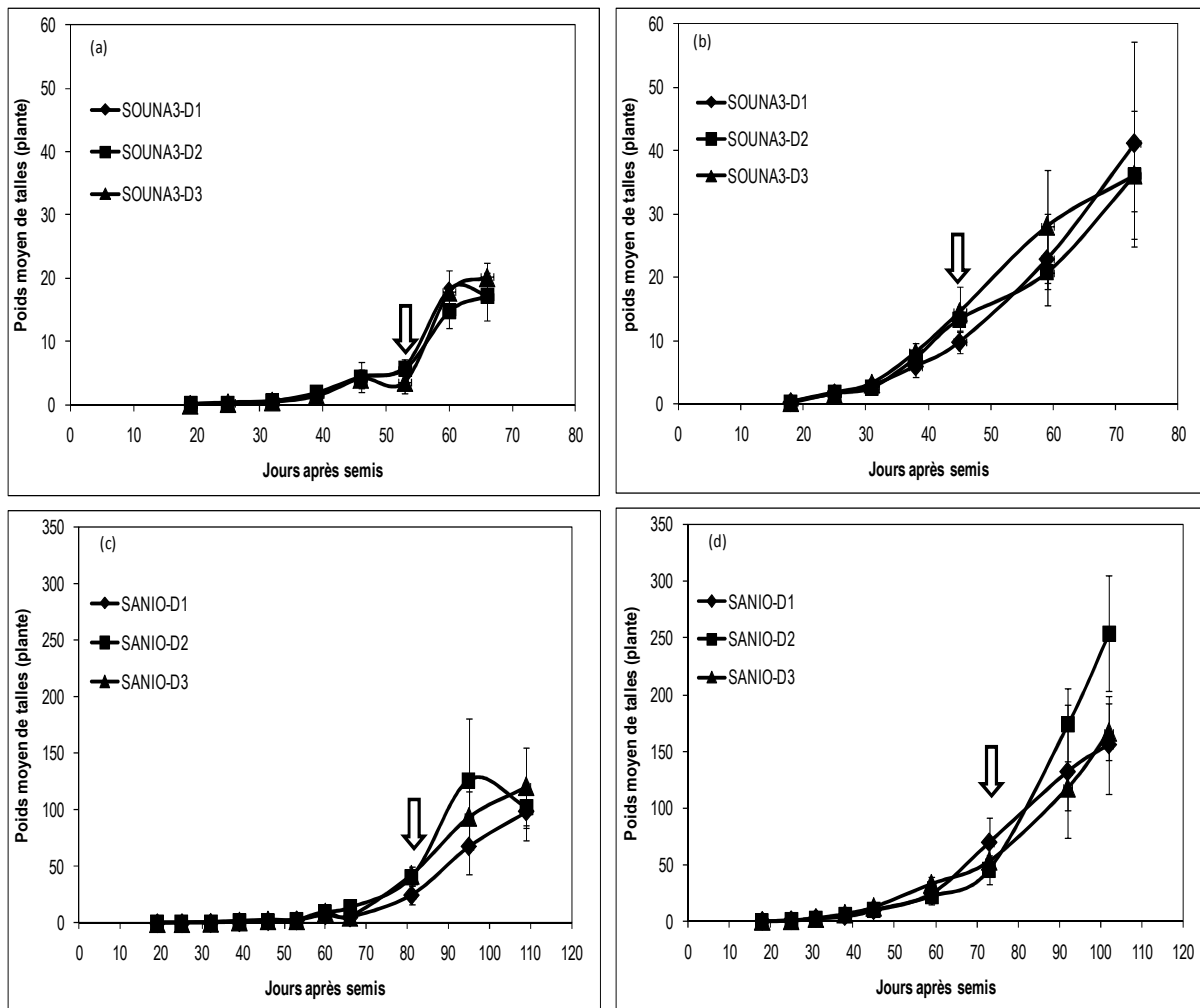 (a)
SOUNA3-D1
SOUNA3-D2
SOUNA3-D3
Poids moyen de talles (plante)
60
50
40
30
20
10
0
0 10 20 30 40 50 60 70 80
Jours après semis
(b)
SOUNA3-D1
SOUNA3-D2
SOUNA3-D3
poids moyen de talles (plante)
60
50
40
30
20
10
0
0 10 20 30 40 50 60 70 80
Jours après semis
(c)
SANIO-D1
SANIO-D2
SANIO-D3
Poids moyen de talles (plante)
350
300
250
200
150
100
50
0
0 10 20 30 40 50 60 70 80 90 100 110 120
Jours après semis
(d)
SANIO-D1
SANIO-D2
SANIO-D3
Poids moyen de talles (plante)
350
300
250
200
150
100
50
0
0 10 20 30 40 50 60 70 80 90 100 110 120
Jours après semis